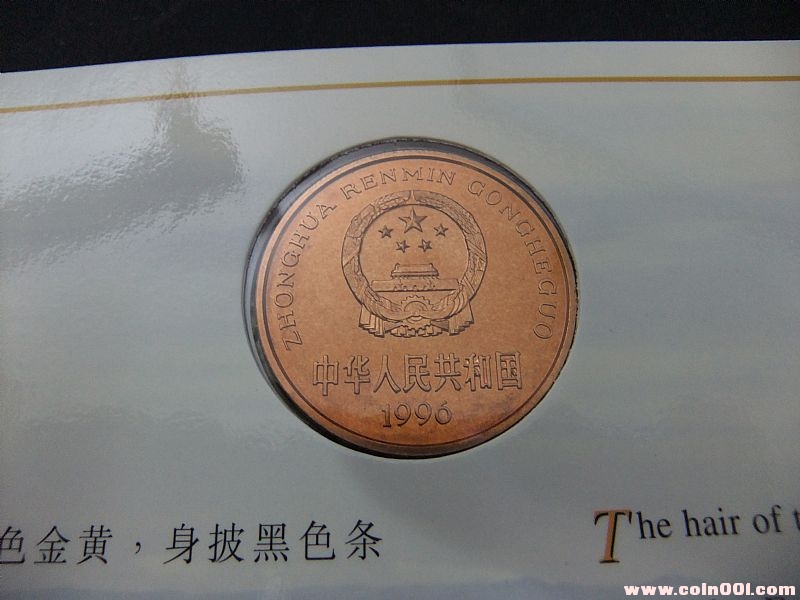 ZHONGHUA RENMIN GONGHEGUO
中华人民共和国
1996
色金黄，身披黑色条
The hair of t
www.coin001.com